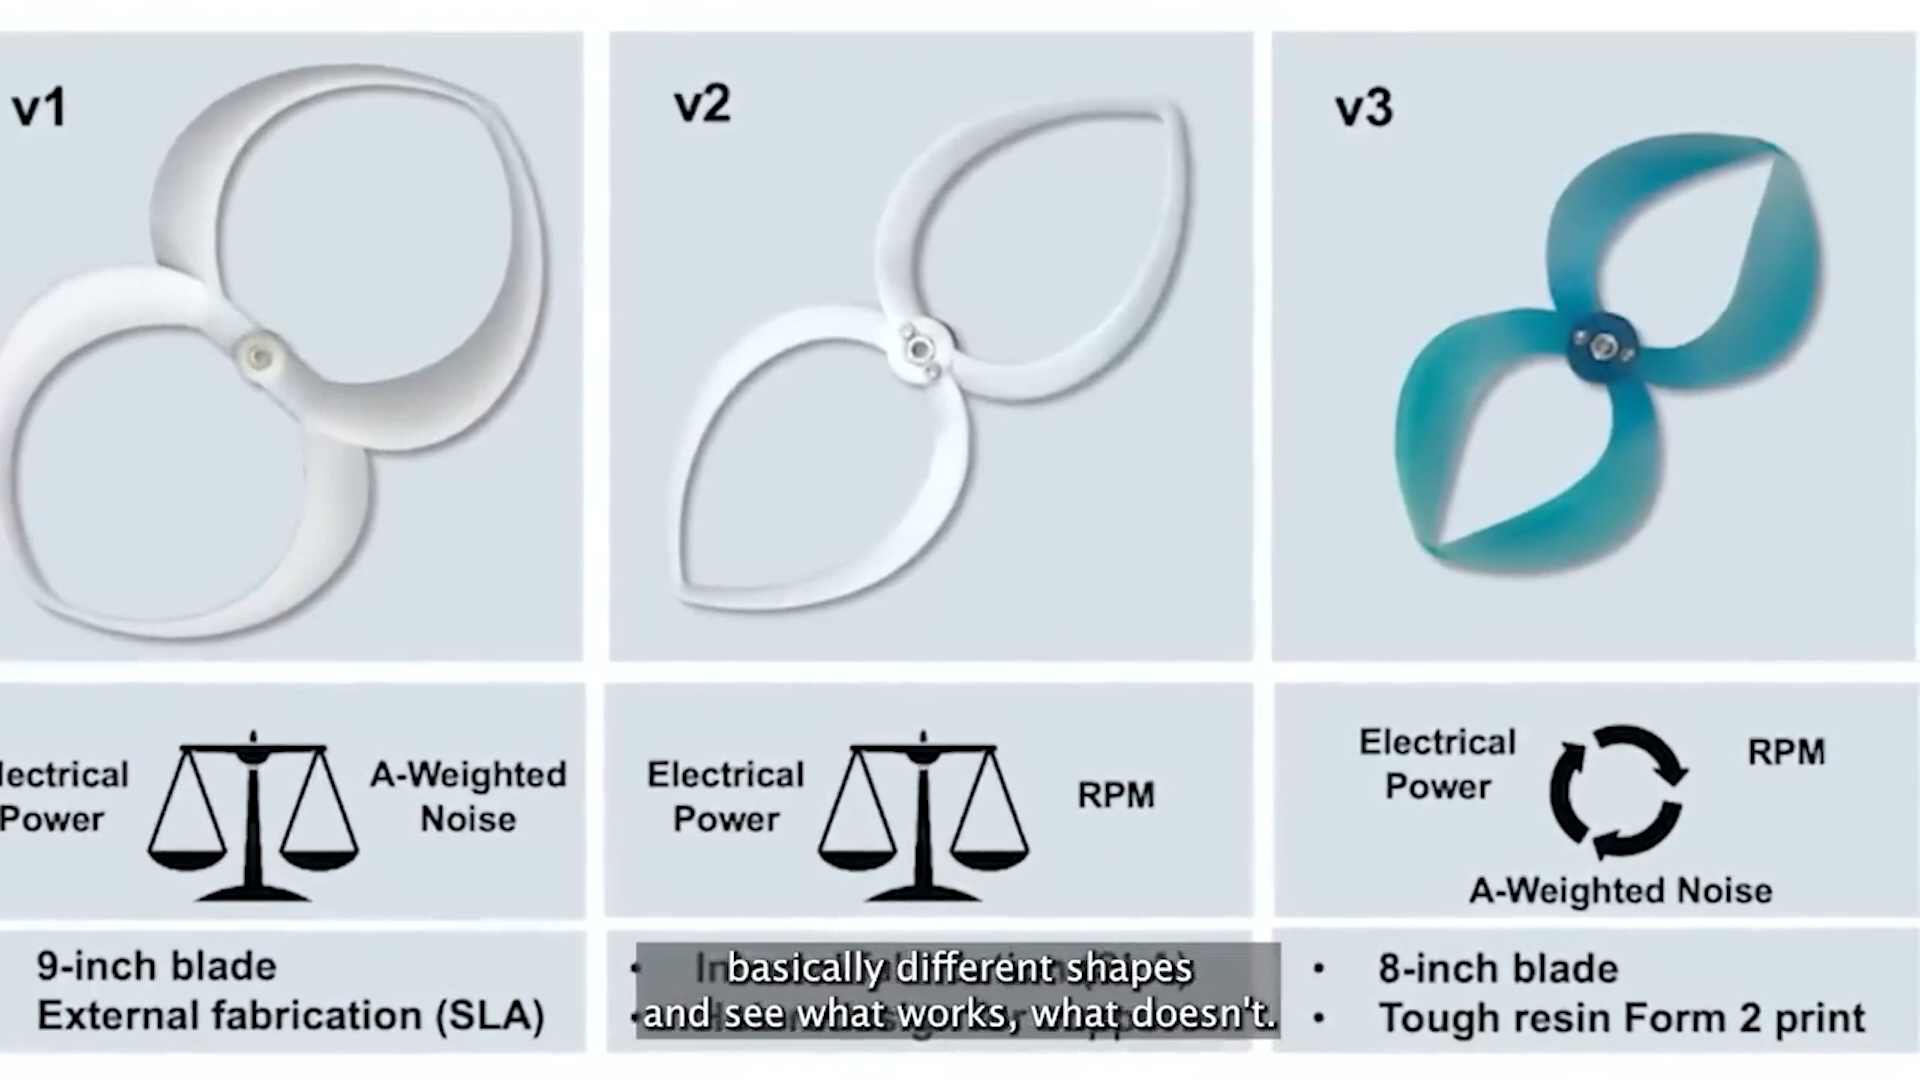 v1
v2
v3
lectrical
Power
A-Weighted
Noise
Electrical
Power
RPM
Electrical
Power
RPM
A-Weighted Noise
9-inch blade
External fabrication (SLA)
basically different shapes
and see what works, what doesn't.
• 8-inch blade
• Tough resin Form 2 print